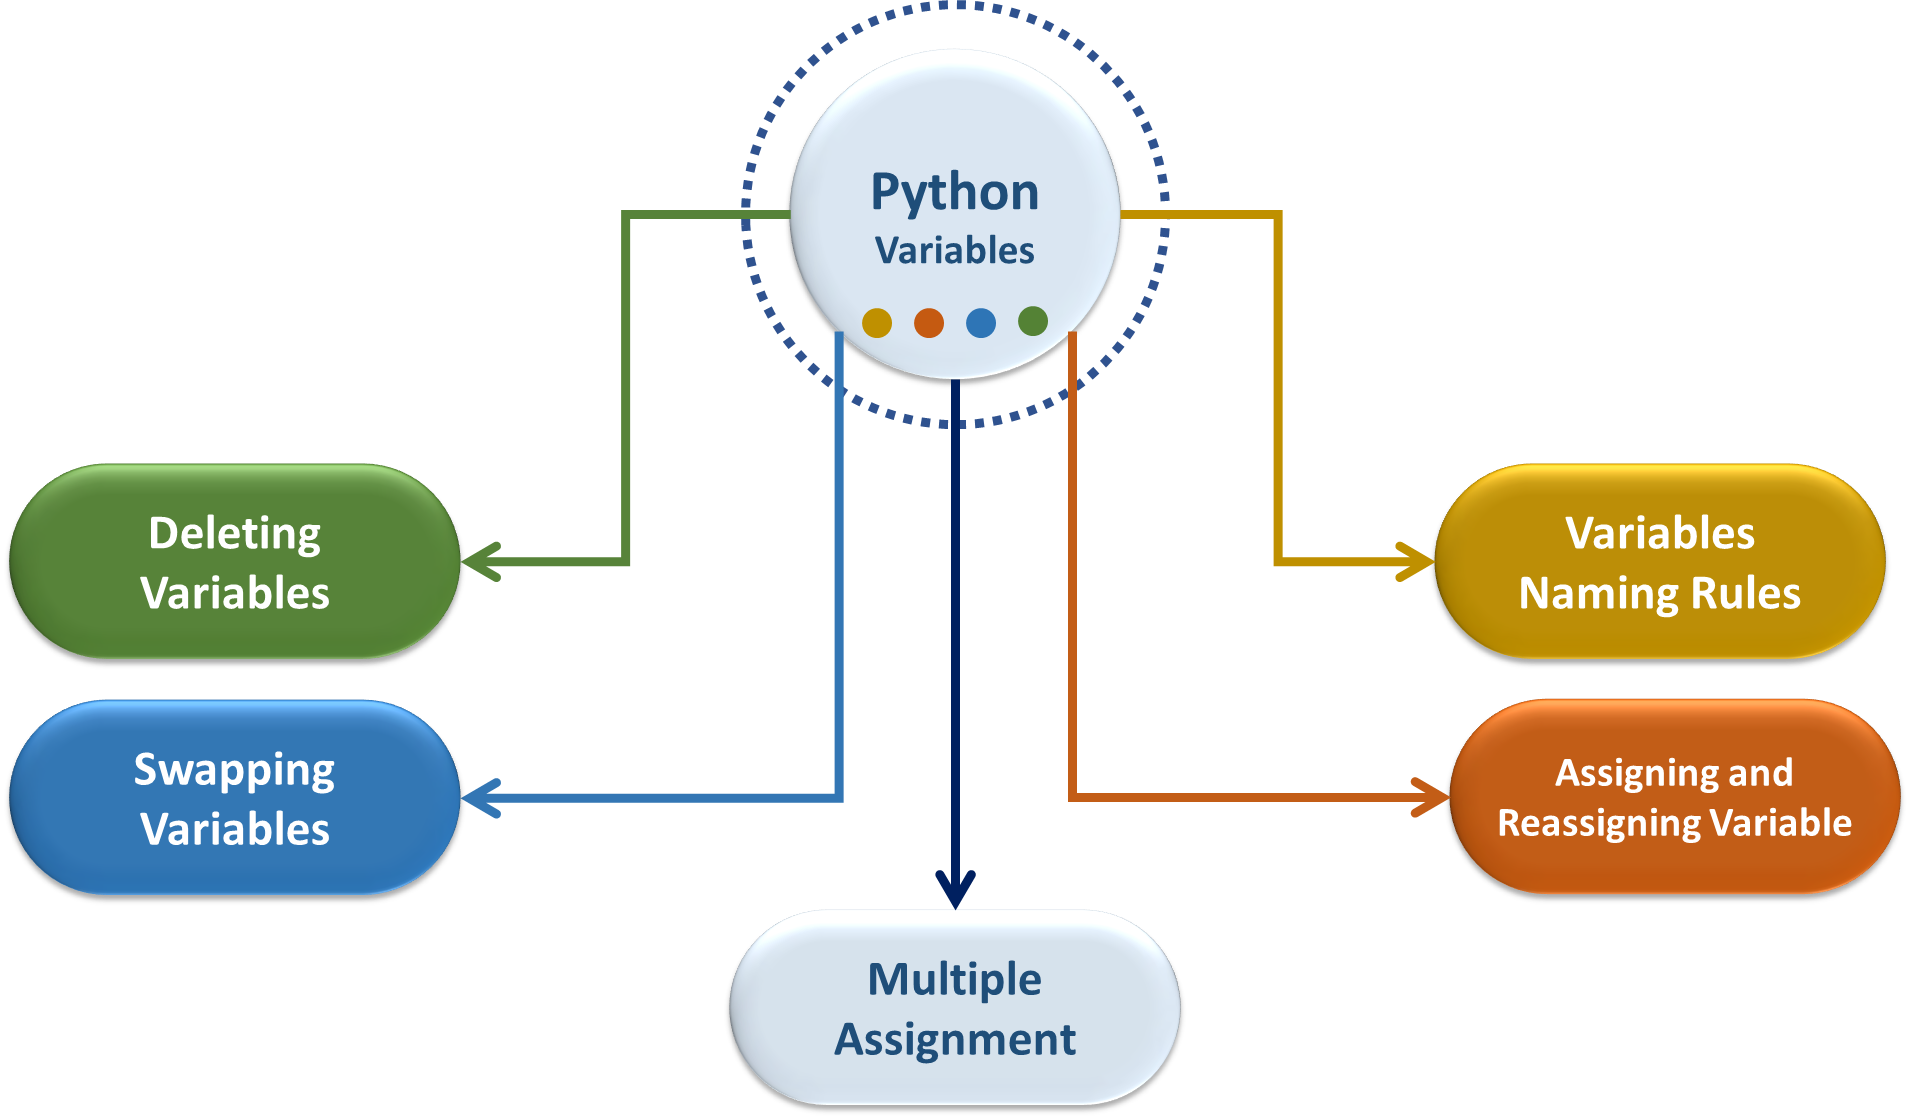 Python
Variables
Deleting
Variables
Variables
Naming Rules
Swapping
Variables
Assigning and
Reassigning Variable
Multiple
Assignment